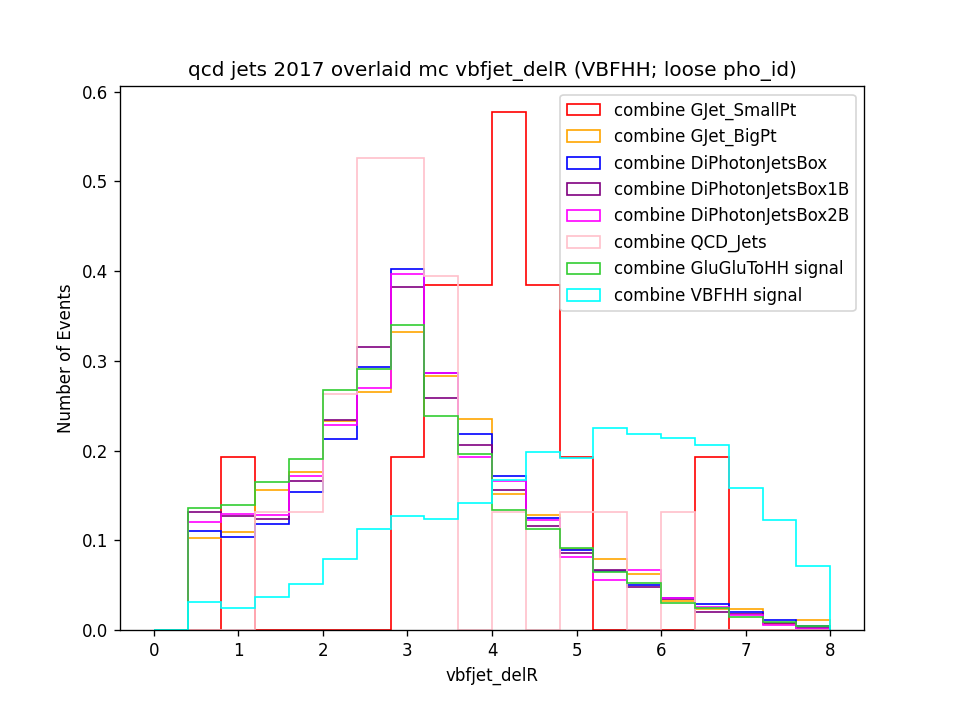 qcd jets 2017 overlaid mc vbfjet_delR (VBFHH; loose pho_id)
combine GJet_SmallPt
combine GJet_BigPt
combine DiPhotonJetsBox
combine DiPhotonJetsBox1B
combine DiPhotonJetsBox2B
combine QCD_Jets
combine GluGluToHH signal
combine VBFHH signal
Number of Events
0.6
0.5
0.4
0.3
0.2
0.1
0.0
0 1 2 3 4 5 6 7 8
vbfjet_delR